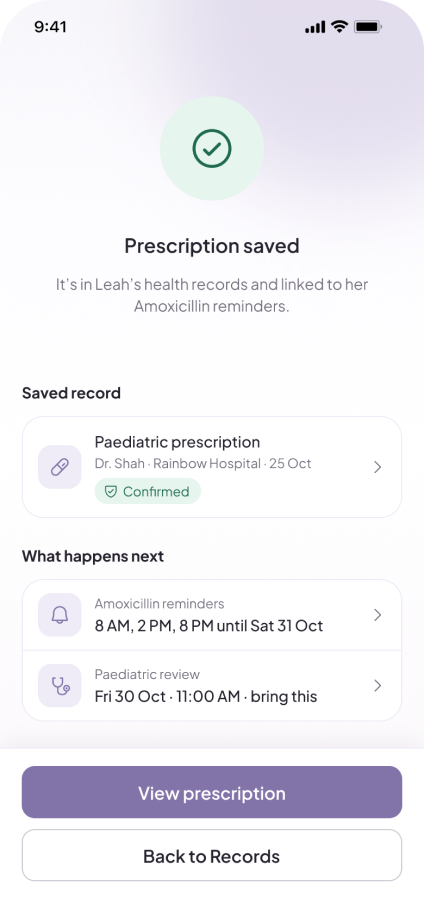 9:41
Prescription saved
It's in Leah's health records and linked to her
Amoxicillin reminders.
Saved record
Paediatric prescription
Dr. Shah · Rainbow Hospital · 25 Oct
Confirmed
What happens next
Amoxicillin reminders
8 AM, 2 PM, 8 PM until Sat 31 Oct
Paediatric review
Fri 30 Oct · 11:00 AM · bring this
View prescription
Back to Records